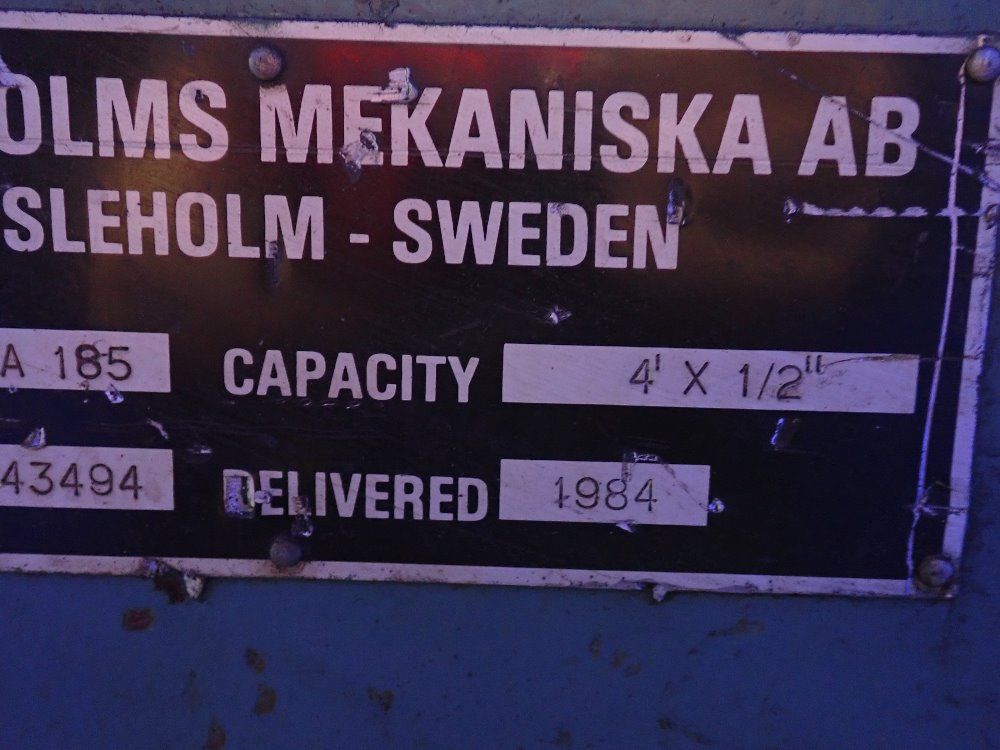 OLMS MEKANISKA AB
SLEHOLM - SWEDEN
A 185 CAPACITY 4' X 1/2"
43494 DELIVERED 1984